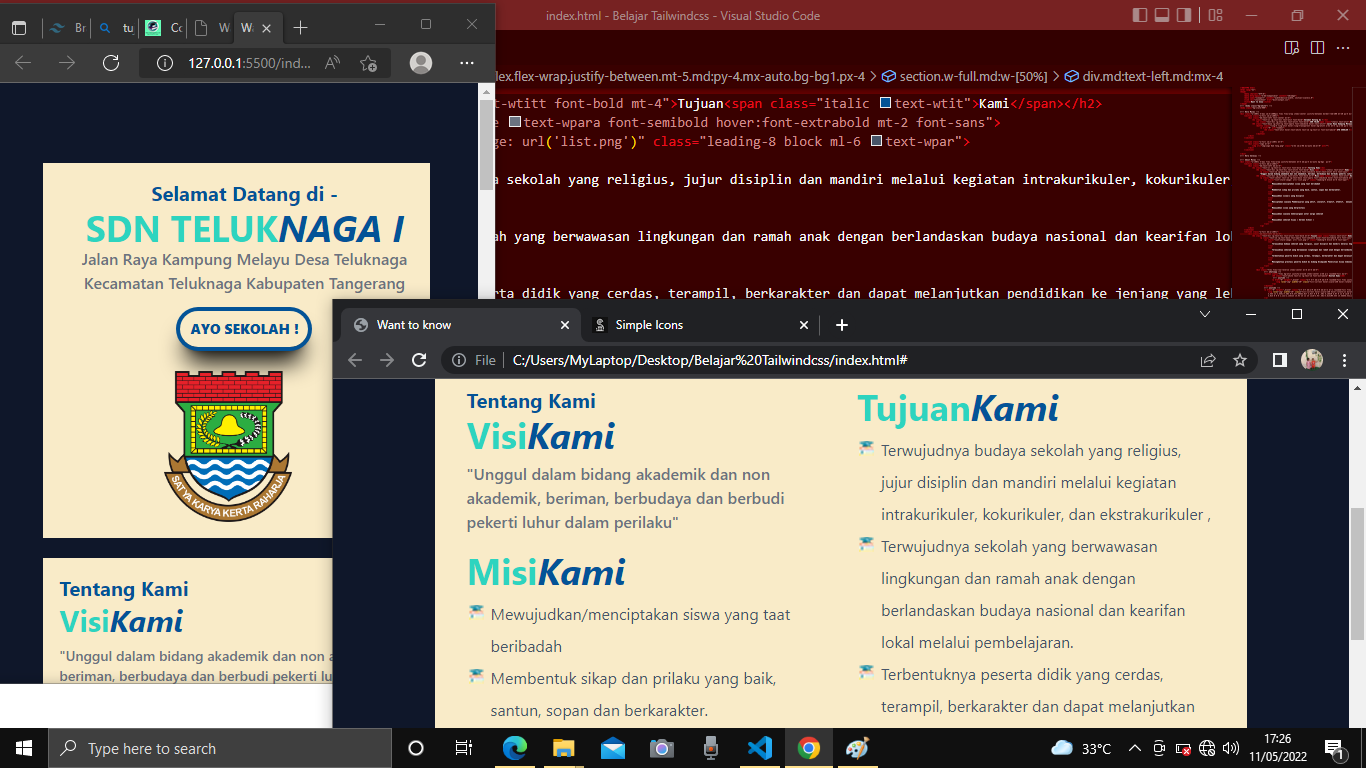 index.html - Belajar Tailwindcss - Visual Studio Code
Br
tu
Co
W
Wa
127.0.0.1:5500/ind...
lex.flex-wrap.justify-between.mt-5.md:py-4.mx-auto.bg-bg1.px-4 > section.w-full.md:w-[50%] > div.md:text-left.md:mx-4
t-wtitt font-bold mt-4">Tujuan<span class="italic text-wtit">Kami</span></h2>
e text-wpara font-semibold hover:font-extrabold mt-2 font-sans">
ge: url('list.png')" class="leading-8 block ml-6 text-wpar">
a sekolah yang religius, jujur disiplin dan mandiri melalui kegiatan intrakurikuler, kokurikuler
ah yang berwawasan lingkungan dan ramah anak dengan berlandaskan budaya nasional dan kearifan lok
erta didik yang cerdas, terampil, berkarakter dan dapat melanjutkan pendidikan ke jenjang yang leb
Selamat Datang di -
SDN TELUKNAGA I
Jalan Raya Kampung Melayu Desa Teluknaga
Kecamatan Teluknaga Kabupaten Tangerang
AYO SEKOLAH !
SATYA KARYA KERTA RAHARJA
Tentang Kami
VisiKami
"Unggul dalam bidang akademik dan non a
beriman, berbudaya dan berbudi pekerti lu
Want to know
Simple Icons
File
C:/Users/MyLaptop/Desktop/Belajar%20Tailwindcss/index.html#
Tentang Kami
VisiKami
"Unggul dalam bidang akademik dan non
akademik, beriman, berbudaya dan berbudi
pekerti luhur dalam perilaku"
MisiKami
Mewujudkan/menciptakan siswa yang taat
beribadah
Membentuk sikap dan prilaku yang baik,
santun, sopan dan berkarakter.
TujuanKami
Terwujudnya budaya sekolah yang religius,
jujur disiplin dan mandiri melalui kegiatan
intrakurikuler, kokurikuler, dan ekstrakurikuler ,
Terwujudnya sekolah yang berwawasan
lingkungan dan ramah anak dengan
berlandaskan budaya nasional dan kearifan
lokal melalui pembelajaran.
Terbentuknya peserta didik yang cerdas,
terampil, berkarakter dan dapat melanjutkan
Type here to search
33°C
17:26
11/05/2022
1